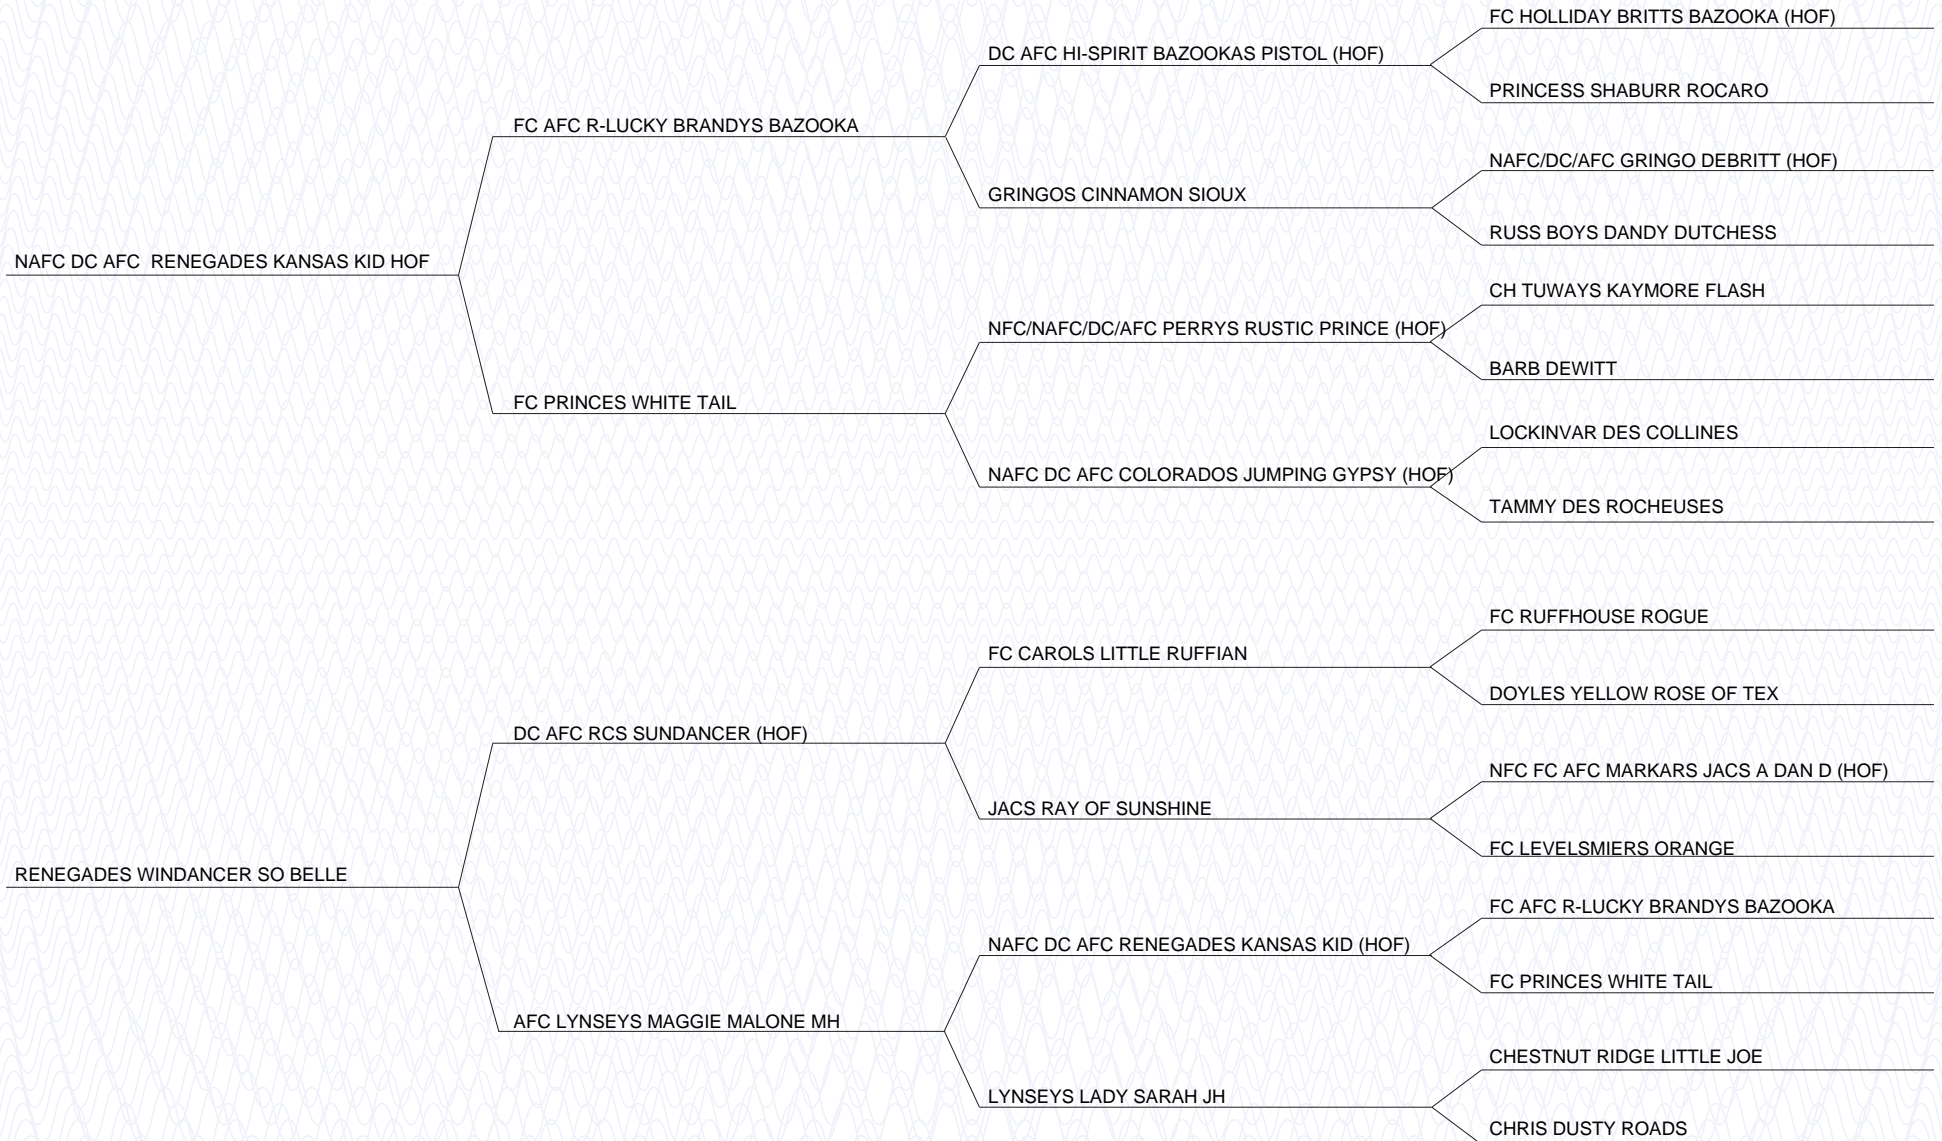 FC HOLLIDAY BRITTS BAZOOKA (HOF)
DC AFC HI-SPIRIT BAZOOKAS PISTOL (HOF)
PRINCESS SHABURR ROCARO
FC AFC R-LUCKY BRANDYS BAZOOKA
NAFC/DC/AFC GRINGO DEBRITT (HOF)
GRINGOS CINNAMON SIOUX
RUSS BOYS DANDY DUTCHESS
NAFC DC AFC  RENEGADES KANSAS KID HOF
CH TUWAYS KAYMORE FLASH
NFC/NAFC/DC/AFC PERRYS RUSTIC PRINCE (HOF)
BARB DEWITT
FC PRINCES WHITE TAIL
LOCKINVAR DES COLLINES
NAFC DC AFC COLORADOS JUMPING GYPSY (HOF)
TAMMY DES ROCHEUSES
FC RUFFHOUSE ROGUE
FC CAROLS LITTLE RUFFIAN
DOYLES YELLOW ROSE OF TEX
DC AFC RCS SUNDANCER (HOF)
NFC FC AFC MARKARS JACS A DAN D (HOF)
JACS RAY OF SUNSHINE
FC LEVELSMIERS ORANGE
RENEGADES WINDANCER SO BELLE
FC AFC R-LUCKY BRANDYS BAZOOKA
NAFC DC AFC RENEGADES KANSAS KID (HOF)
FC PRINCES WHITE TAIL
AFC LYNSEYS MAGGIE MALONE MH
CHESTNUT RIDGE LITTLE JOE
LYNSEYS LADY SARAH JH
CHRIS DUSTY ROADS